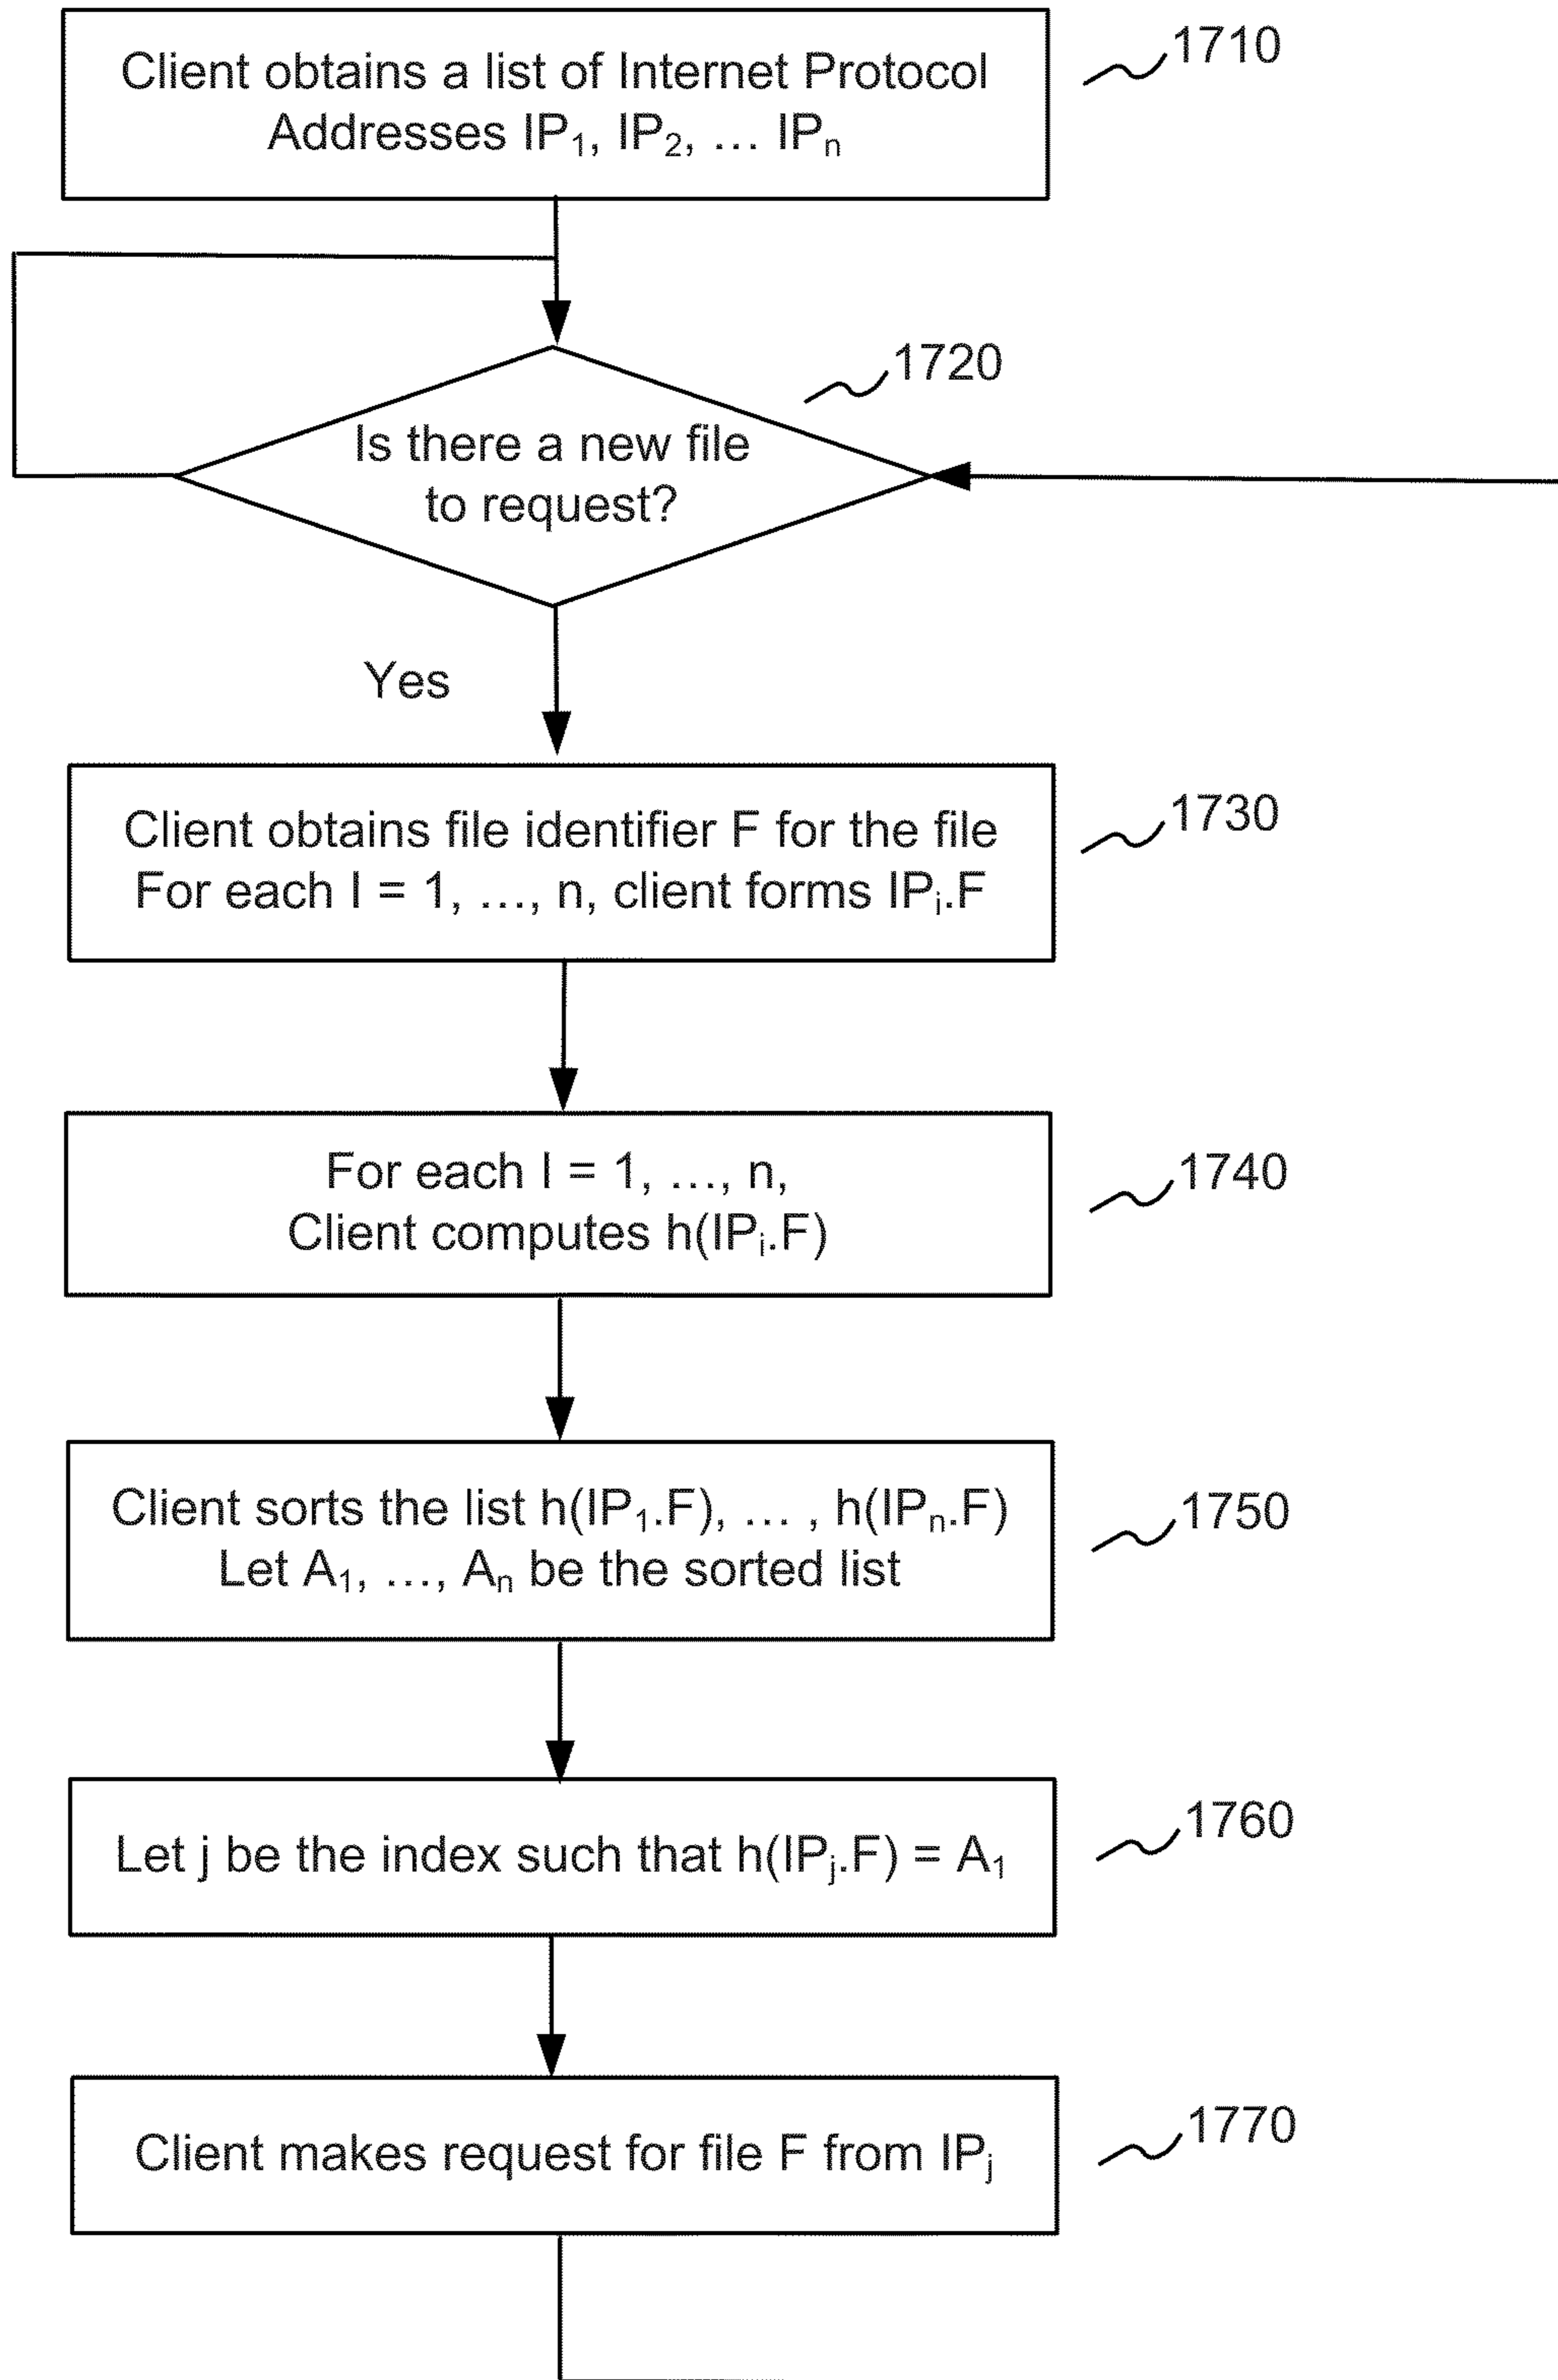 Client obtains a list of Internet Protocol
Addresses IP₁, IP₂, … IPₙ
1710
1720
Is there a new file
to request?
Yes
Client obtains file identifier F for the file
For each I = 1, …, n, client forms IPᵢ.F
1730
For each I = 1, …, n,
Client computes h(IPᵢ.F)
1740
Client sorts the list h(IP₁.F), … , h(IPₙ.F)
Let A₁, …, Aₙ be the sorted list
1750
Let j be the index such that h(IPⱼ.F) = A₁
1760
Client makes request for file F from IPⱼ
1770